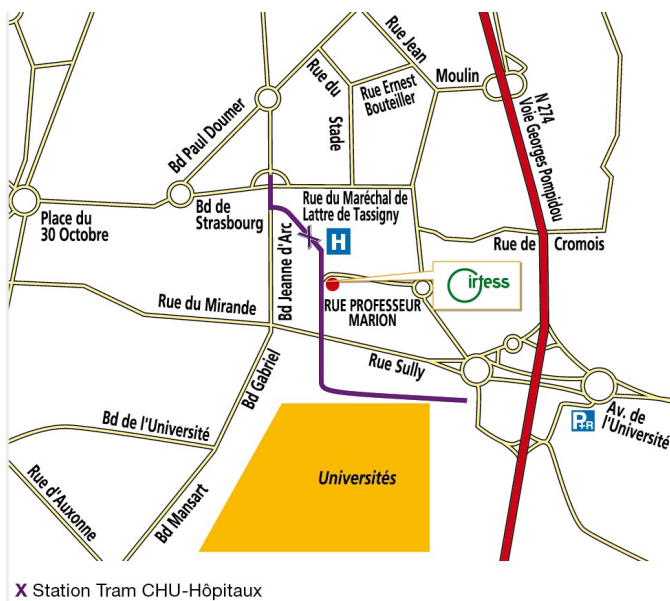 Rue Jean
Moulin
Rue du
Stade
Rue Ernest
Bouteiller
N 274
Voie Georges Pompidou
Bd Paul Doumer
Place du
30 Octobre
Bd de
Strasbourg
Rue du Maréchal de
Lattre de Tassigny
H
Rue de Cromois
Bd Jeanne d'Arc
irtess
Rue du Mirande
RUE PROFESSEUR
MARION
Rue Sully
Bd Gabriel
Bd de l'Université
P+R
Av. de
l'Université
Rue d'Auxonne
Bd Mansart
Universités
X Station Tram CHU-Hôpitaux